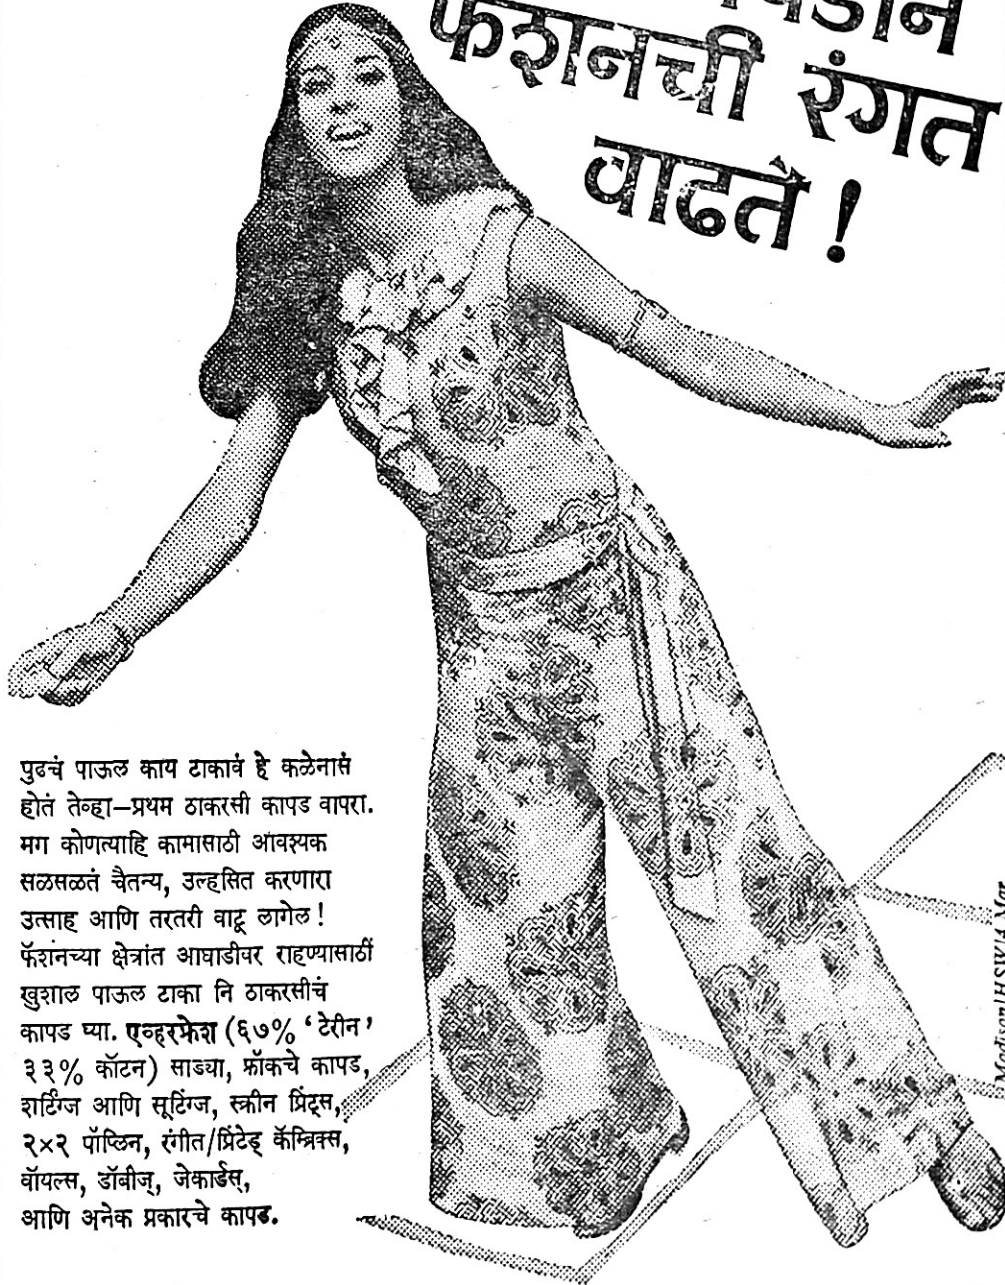 फॅशनची रंगत
वाढते !
पुढचं पाऊल काय टाकावं हे कळेनासं
होतं तेव्हा—प्रथम ठाकरसी कापड वापरा.
मग कोणत्याहि कामासाठी आवश्यक
सळसळतं चैतन्य, उल्हसित करणारा
उत्साह आणि तरतरी वाटू लागेल !
फॅशनच्या क्षेत्रांत आघाडीवर राहण्यासाठीं
खुशाल पाऊल टाका नि ठाकरसीचं
कापड घ्या. एव्हरफ्रेश (६७% ‘टेरीन’
३३% कॉटन) साड्या, फ्रॉकचे कापड,
शर्टिंग्ज आणि सूटिंग्ज, स्क्रीन प्रिंट्स,
२×२ पॉप्लिन, रंगीत/प्रिंटेड् कॅम्ब्रिक्स,
वॉयल्स, डॉबीज्, जेकार्डस्,
आणि अनेक प्रकारचे कापड.